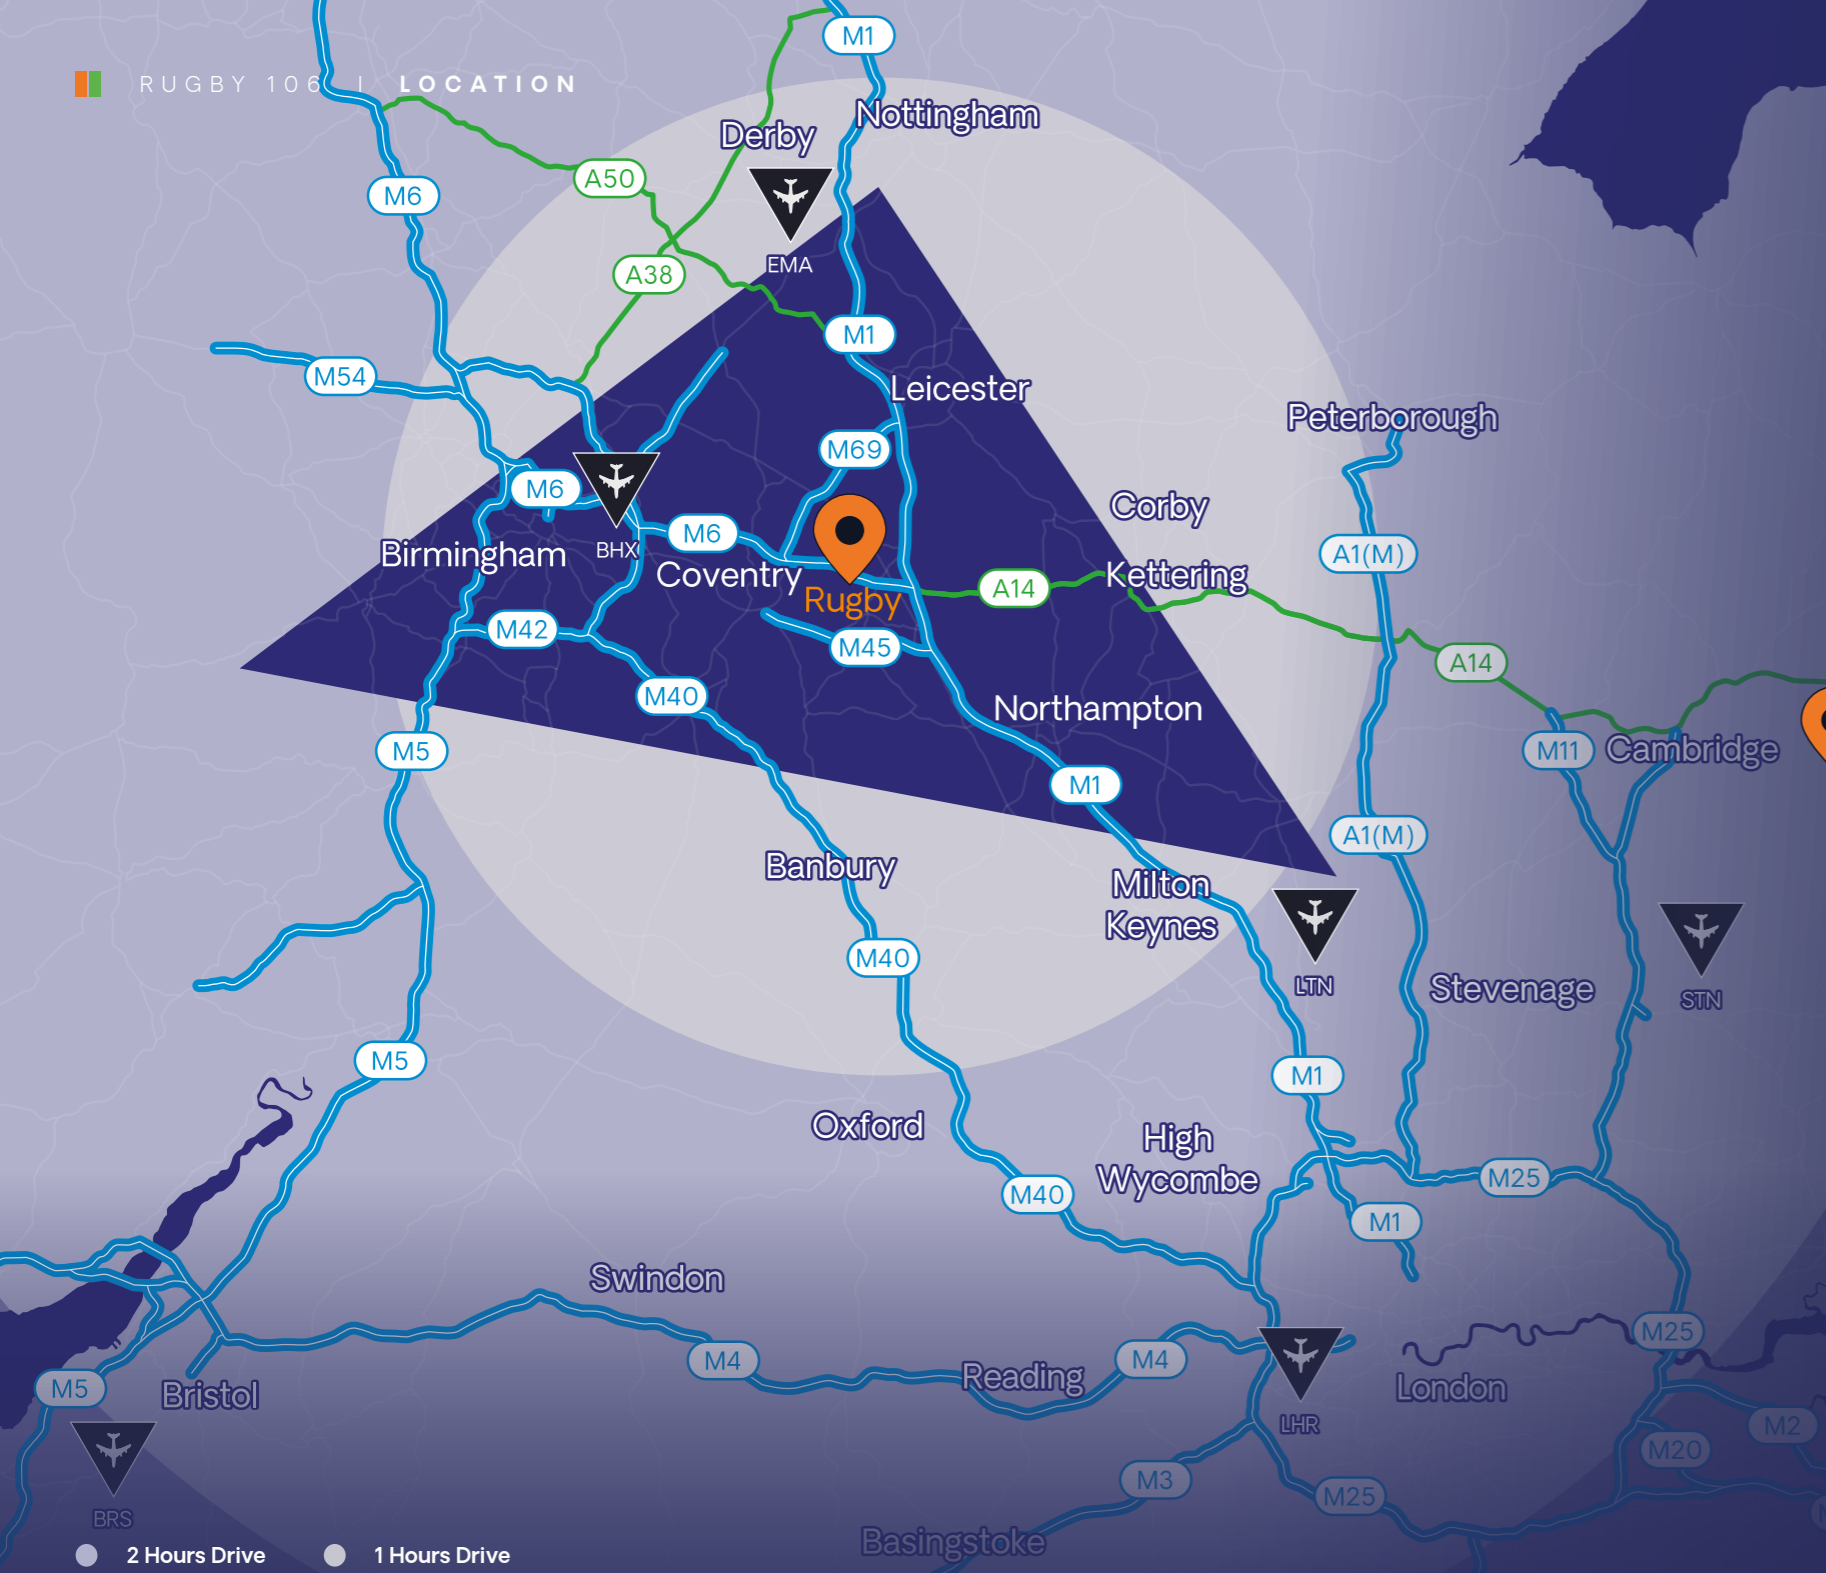 M1
RUGBY 106 | LOCATION
Nottingham
Derby
A50
M6
EMA
A38
M1
M54
Leicester
Peterborough
M69
M6
Corby
M6
BHX
Birmingham
A1(M)
Coventry
Kettering
A14
Rugby
M42
M45
A14
M40
Northampton
M5
M11
Cambridge
M1
A1(M)
Banbury
Milton
Keynes
M40
LTN
Stevenage
STN
M5
M1
Oxford
High
Wycombe
M25
M40
M1
Swindon
M25
M4
M4
Reading
London
M5
Bristol
LHR
M2
M20
M3
M25
BRS
Basingstoke
2 Hours Drive
1 Hours Drive